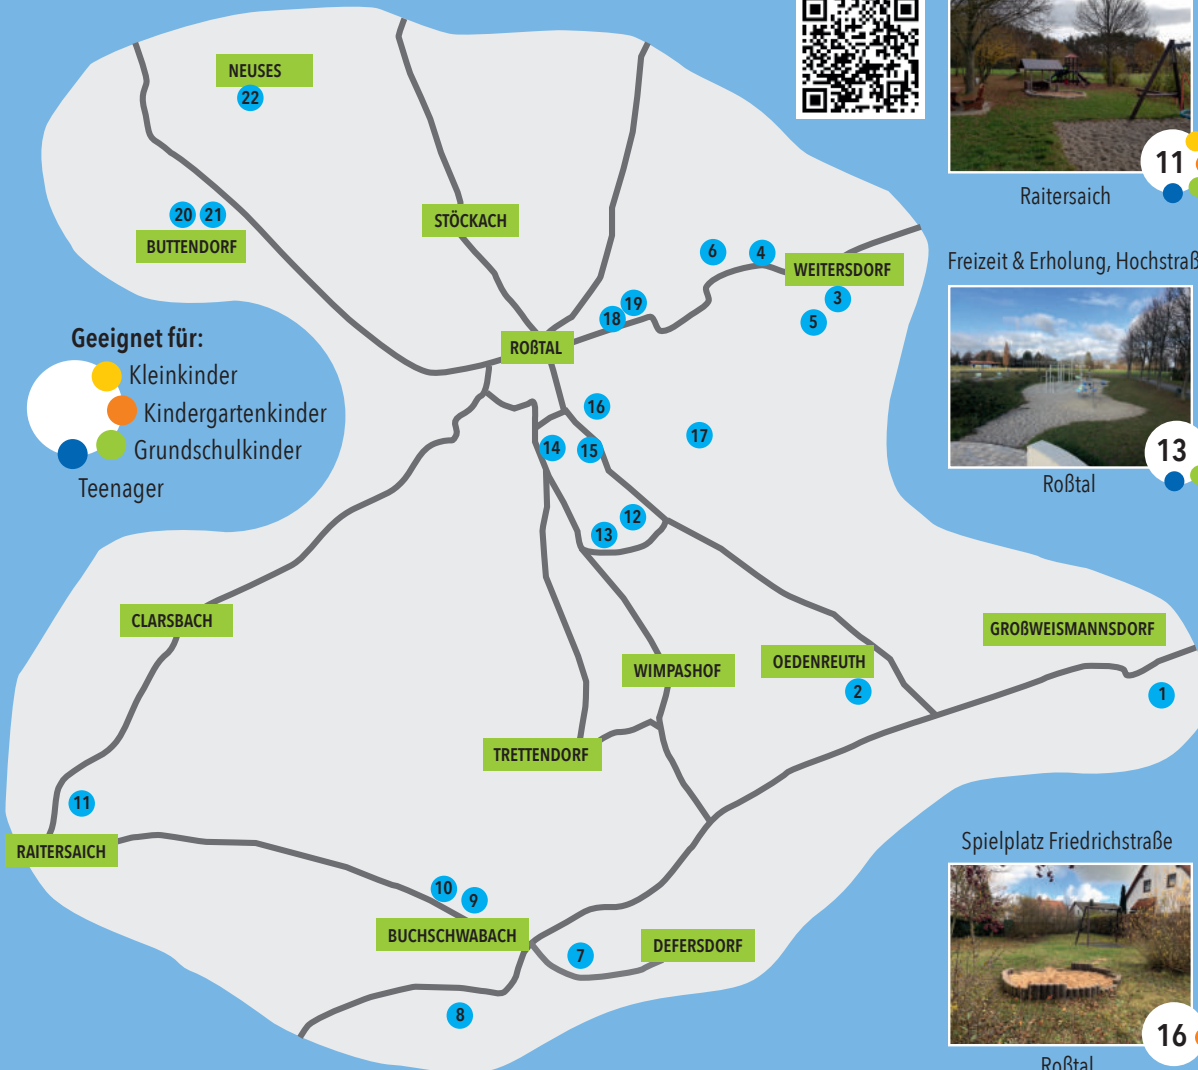 NEUSES
22
20 21
BUTTENDORF
STÖCKACH
6
4
WEITERSDORF
3
5
19
18
ROẞTAL
Geeignet für:
Kleinkinder
Kindergartenkinder
Grundschulkinder
Teenager
16
17
14
15
12
13
CLARSBACH
WIMPASHOF
OEDENREUTH
2
GROẞWEISMANNSDORF
1
TRETTENDORF
11
RAITERSAICH
10
9
BUCHSCHWABACH
7
DEFERSDORF
8
11
Raitersaich
Freizeit & Erholung, Hochstraß
13
Roßtal
Spielplatz Friedrichstraße
16
Roßtal